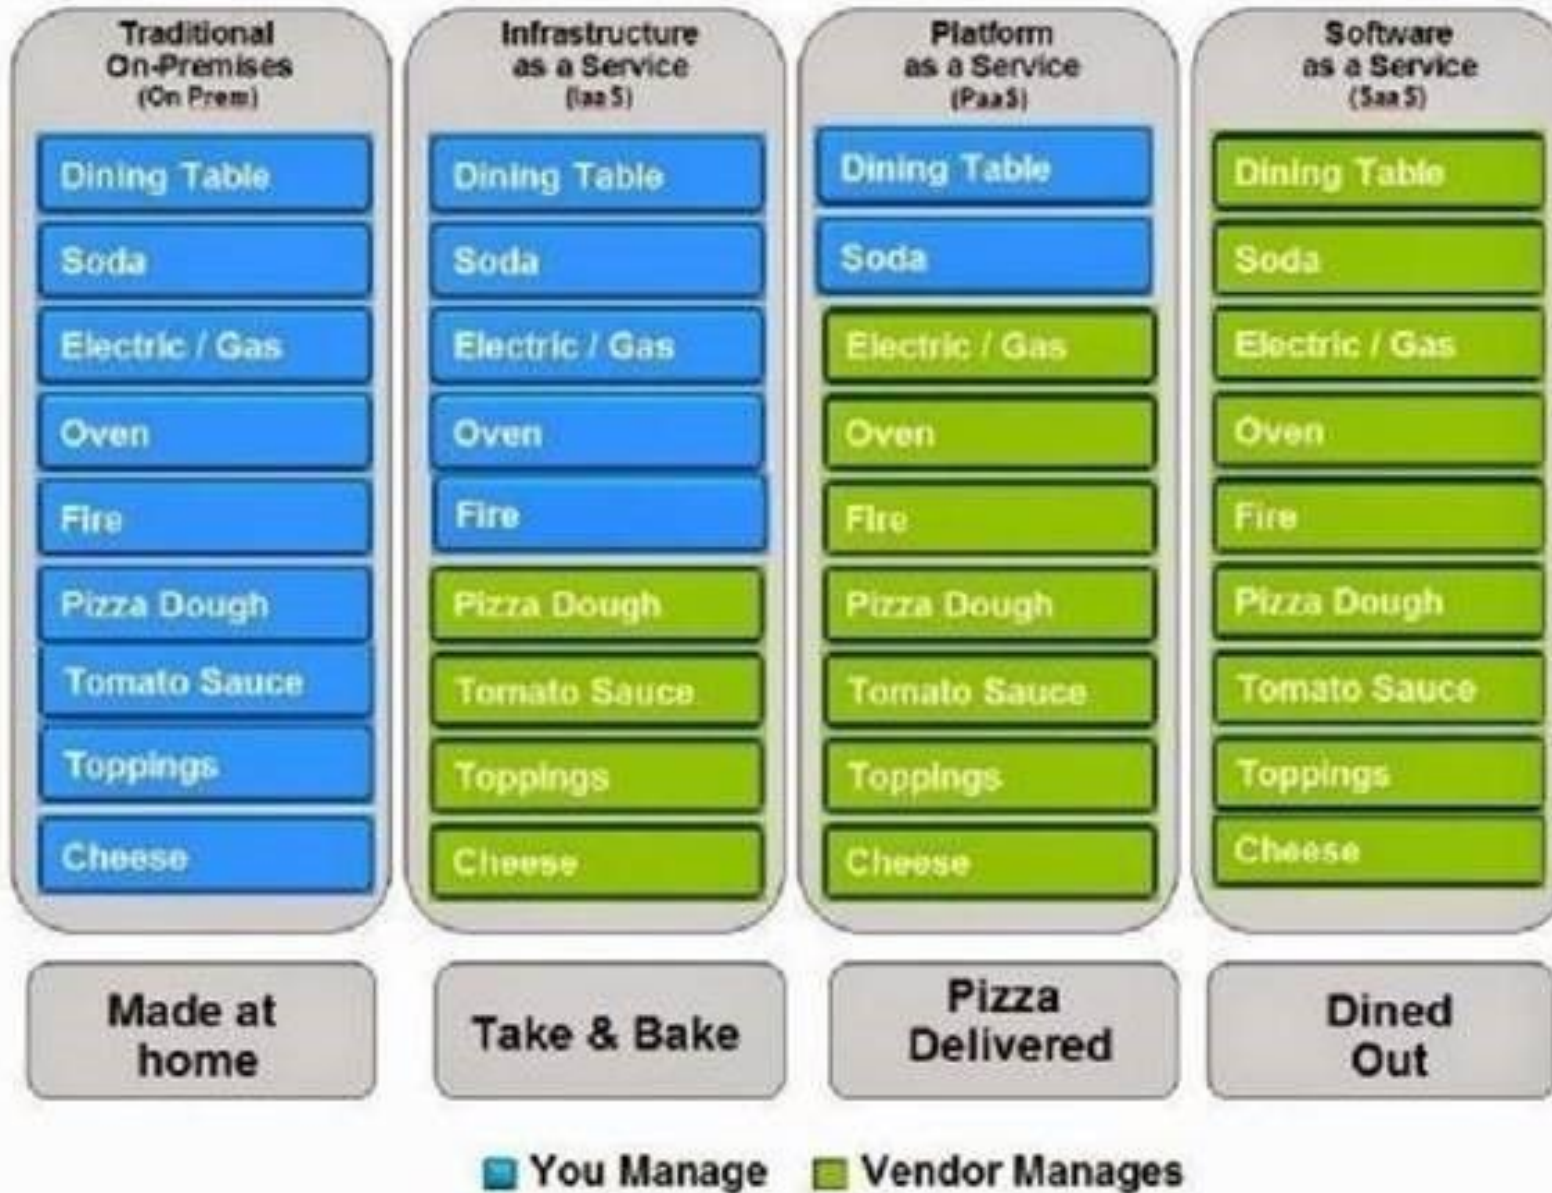 Traditional
On-Premises
(On Prem)
Dining Table
Soda
Electric / Gas
Oven
Fire
Pizza Dough
Tomato Sauce
Toppings
Cheese
Made at
home
Infrastructure
as a Service
(IaaS)
Dining Table
Soda
Electric / Gas
Oven
Fire
Pizza Dough
Tomato Sauce
Toppings
Cheese
Take & Bake
Platform
as a Service
(PaaS)
Dining Table
Soda
Electric / Gas
Oven
Fire
Pizza Dough
Tomato Sauce
Toppings
Cheese
Pizza
Delivered
Software
as a Service
(SaaS)
Dining Table
Soda
Electric / Gas
Oven
Fire
Pizza Dough
Tomato Sauce
Toppings
Cheese
Dined
Out
You Manage
Vendor Manages